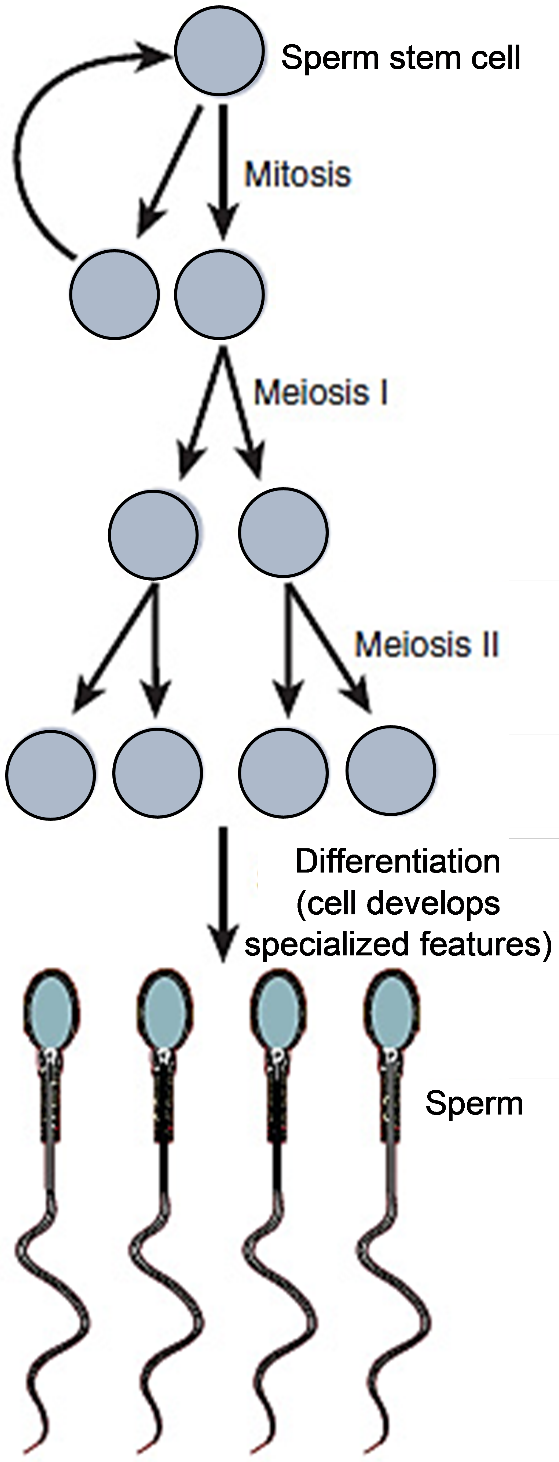 Sperm stem cell
Mitosis
Meiosis I
Meiosis II
Differentiation
(cell develops
specialized features)
Sperm